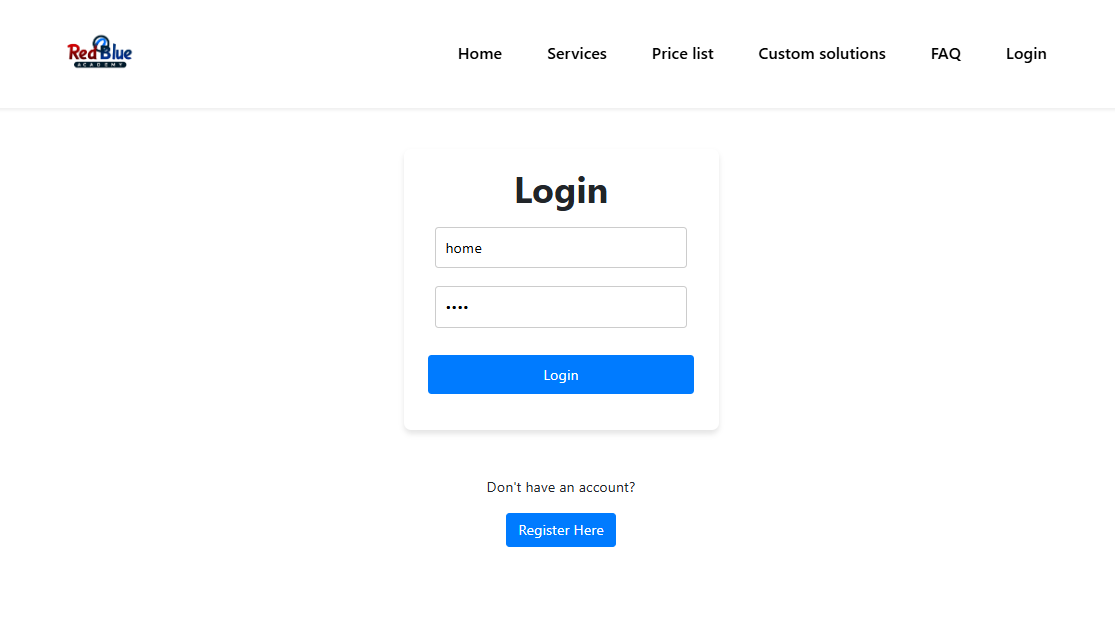 RedBlue
ACADEMY
Home Services Price list Custom solutions FAQ Login
Login
home
••••
Login
Don't have an account?
Register Here